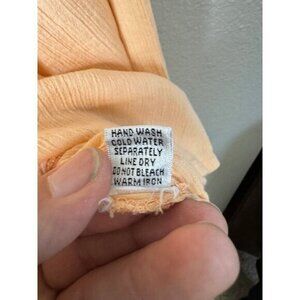 HAND WASH
COLD WATER
SEPARATELY
LINE DRY
DO NOT BLEACH
WARM IRON